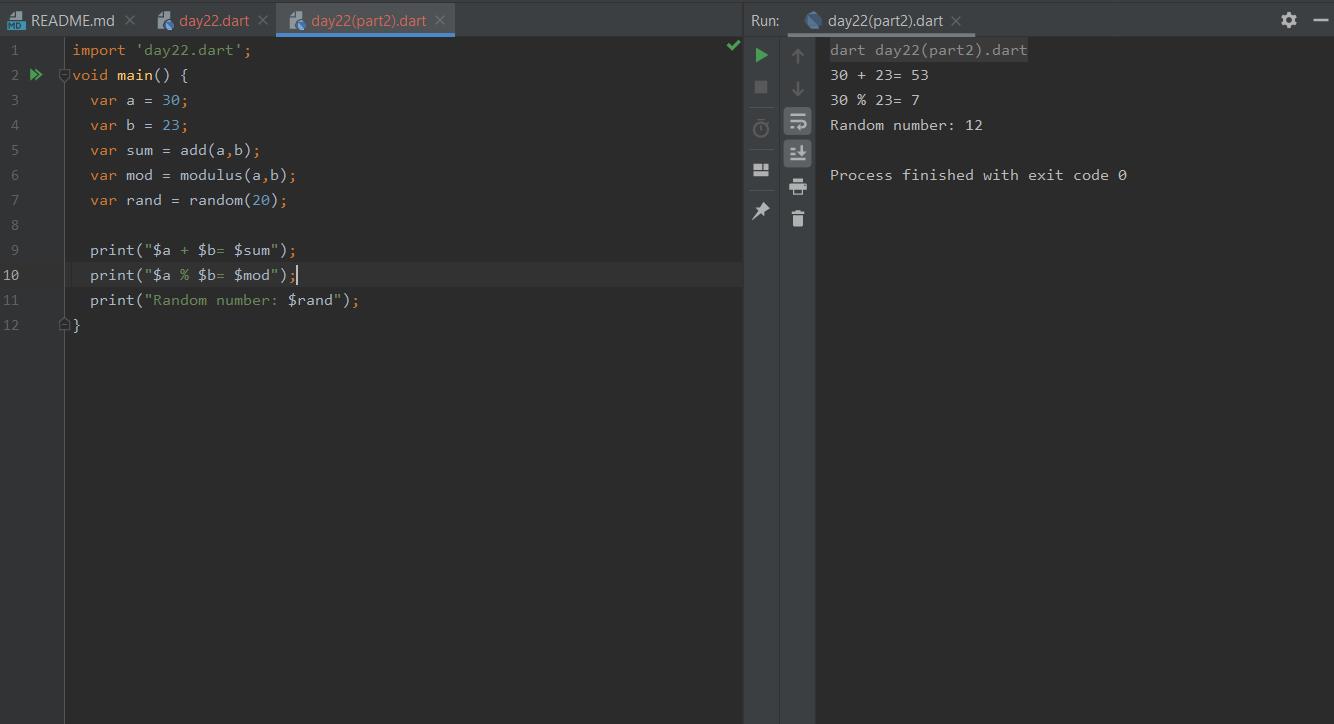 README.md day22.dart day22(part2).dart
1 import 'day22.dart';
2 void main() {
3 var a = 30;
4 var b = 23;
5 var sum = add(a,b);
6 var mod = modulus(a,b);
7 var rand = random(20);
8
9 print("$a + $b= $sum");
10 print("$a % $b= $mod");
11 print("Random number: $rand");
12 }
Run: day22(part2).dart
dart day22(part2).dart
30 + 23= 53
30 % 23= 7
Random number: 12
Process finished with exit code 0